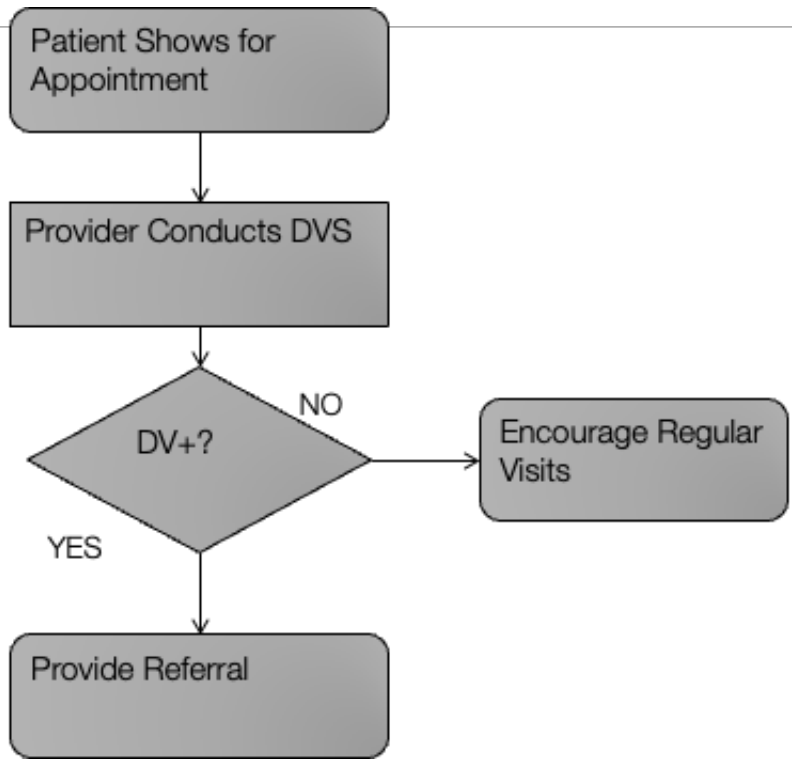 Patient Shows for
Appointment
Provider Conducts DVS
NO
DV+?
Encourage Regular
Visits
YES
Provide Referral